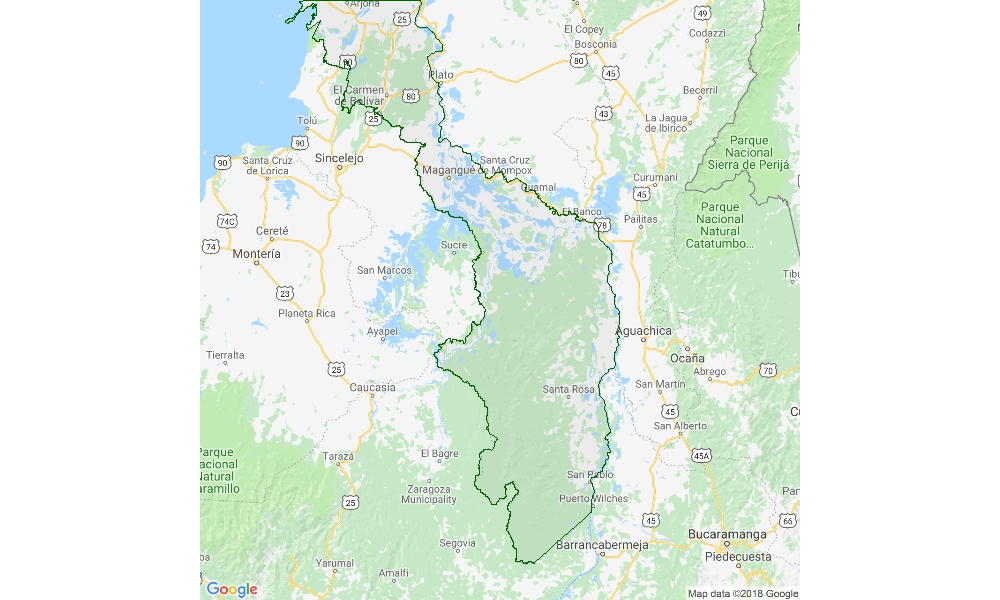 Arjona
25
49
El Copey
Codazzi
Bosconia
90
80
45
Plato
El Carmen
de Bolívar
80
Becerril
43
25
La Jagua
de Ibirico
Tolú
90
Parque
Nacional
Sierra de Perijá
90
Santa Cruz
de Lorica
Sincelejo
Santa Cruz
de Mompox
Magangué
Curumaní
Guamal
45
Parque
Nacional
Natural
Catatumbo...
74C
El Banco
78
Pailitas
Cereté
74
Sucre
Montería
San Marcos
Tibu
23
Planeta Rica
Ayapel
Aguachica
Tierralta
Ocaña
25
Abrego
70
Caucasia
Santa Rosa
San Martín
45
San Alberto
Parque
acional
Natural
aramillo
Tarazá
El Bagre
45A
San Pablo
Zaragoza
Municipality
Puerto Wilches
25
45
66
Pan
Bucaramanga
Segovia
Barrancabermeja
Piedecuesta
Yarumal
Amalfi
Google
Map data ©2018 Google